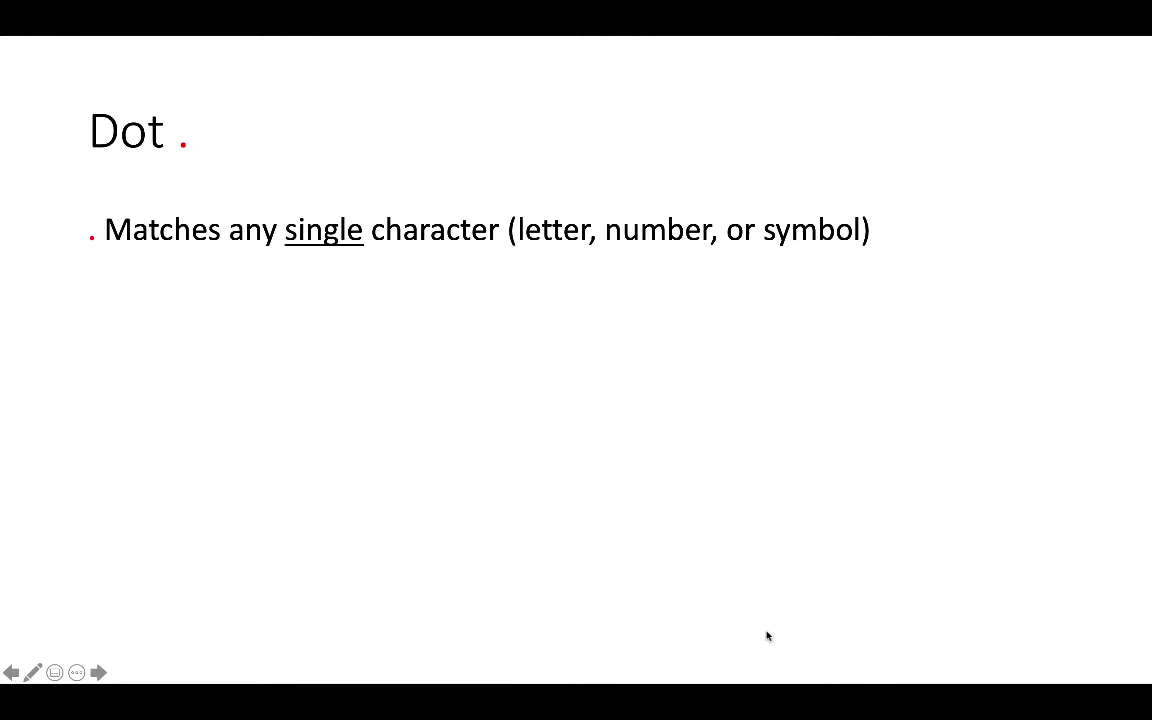 Dot .
. Matches any single character (letter, number, or symbol)